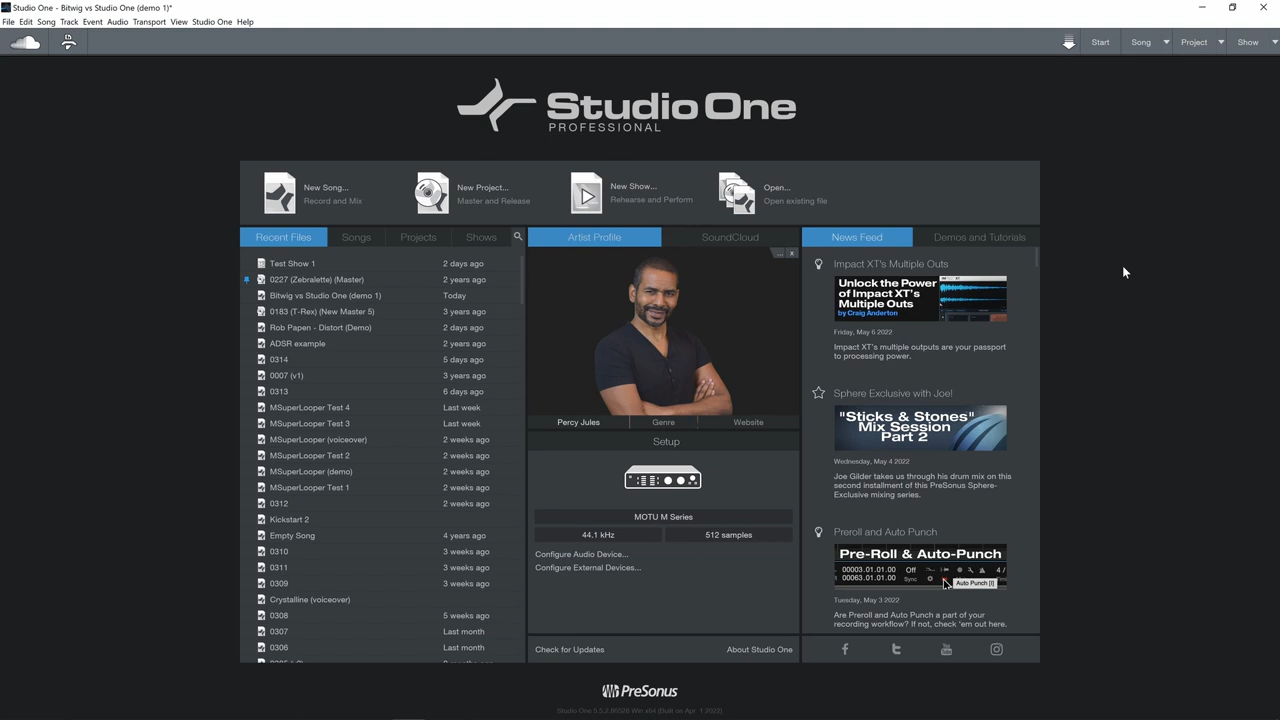 Studio One - Bitwig vs Studio One (demo 1)*
File Edit Song Track Event Audio Transport View Studio One Help
Start Song Project Show
Studio One
PROFESSIONAL
New Song...
Record and Mix
New Project...
Master and Release
New Show...
Rehearse and Perform
Open...
Open existing file
Recent Files Songs Projects Shows
Test Show 1 2 days ago
0227 (Zebralette) (Master) 2 years ago
Bitwig vs Studio One (demo 1) Today
0183 (T-Rex) (New Master 5) 3 years ago
Rob Papen - Distort (Demo) 2 days ago
ADSR example 2 years ago
0314 5 days ago
0007 (v1) 3 years ago
0313 6 days ago
MSuperLooper Test 4 Last week
MSuperLooper Test 3 Last week
MSuperLooper (voiceover) 2 weeks ago
MSuperLooper Test 2 2 weeks ago
MSuperLooper (demo) 2 weeks ago
MSuperLooper Test 1 2 weeks ago
0312 2 weeks ago
Kickstart 2
Empty Song 4 years ago
0310 3 weeks ago
0311 3 weeks ago
0309 3 weeks ago
Crystalline (voiceover)
0308 5 weeks ago
0307 Last month
0306 Last month
Artist Profile SoundCloud
... x
Percy Jules Genre Website
Setup
MOTU M Series
44.1 kHz 512 samples
Configure Audio Device...
Configure External Devices...
Check for Updates About Studio One
News Feed Demos and Tutorials
Impact XT's Multiple Outs
Unlock the Power
of Impact XT's
Multiple Outs
by Craig Anderton
Friday, May 6 2022
Impact XT's multiple outputs are your passport
to processing power.
Sphere Exclusive with Joe!
"Sticks & Stones"
Mix Session
Part 2
Wednesday, May 4 2022
Joe Gilder takes us through his drum mix on this
second installment of this PreSonus Sphere-
Exclusive mixing series.
Preroll and Auto Punch
Pre-Roll & Auto-Punch
00003.01.01.00 Off 4 /
00063.01.01.00 Sync
Auto Punch [I]
Tuesday, May 3 2022
Are Preroll and Auto Punch a part of your
recording workflow? If not, check 'em out here.
PreSonus
Studio One 5.5.2.86528 Win x64 (Built on Apr 1 2022)